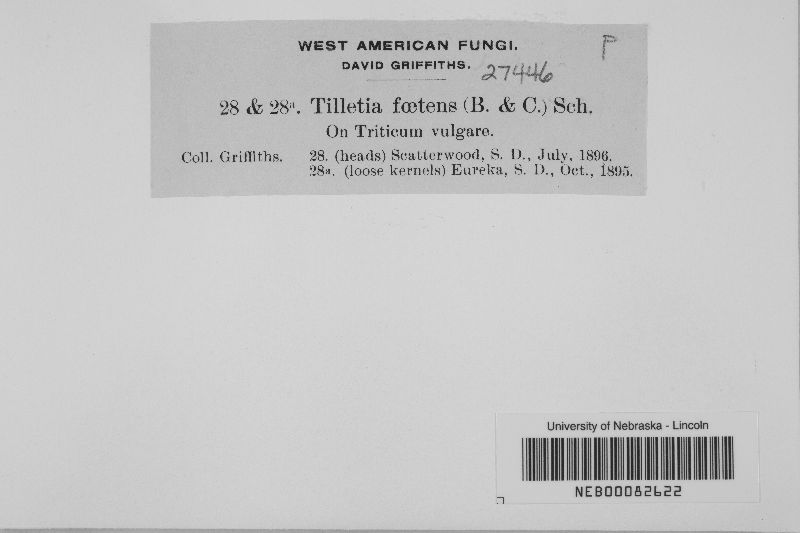 WEST AMERICAN FUNGI.
P
DAVID GRIFFITHS.
27446
28 & 28ª. Tilletia fœtens (B. & C.) Sch.
On Triticum vulgare.
Coll. Griffiths. 28. (heads) Scatterwood, S. D., July, 1896.
28ª. (loose kernels) Eureka, S. D., Oct., 1895.
University of Nebraska - Lincoln
NEB00082622